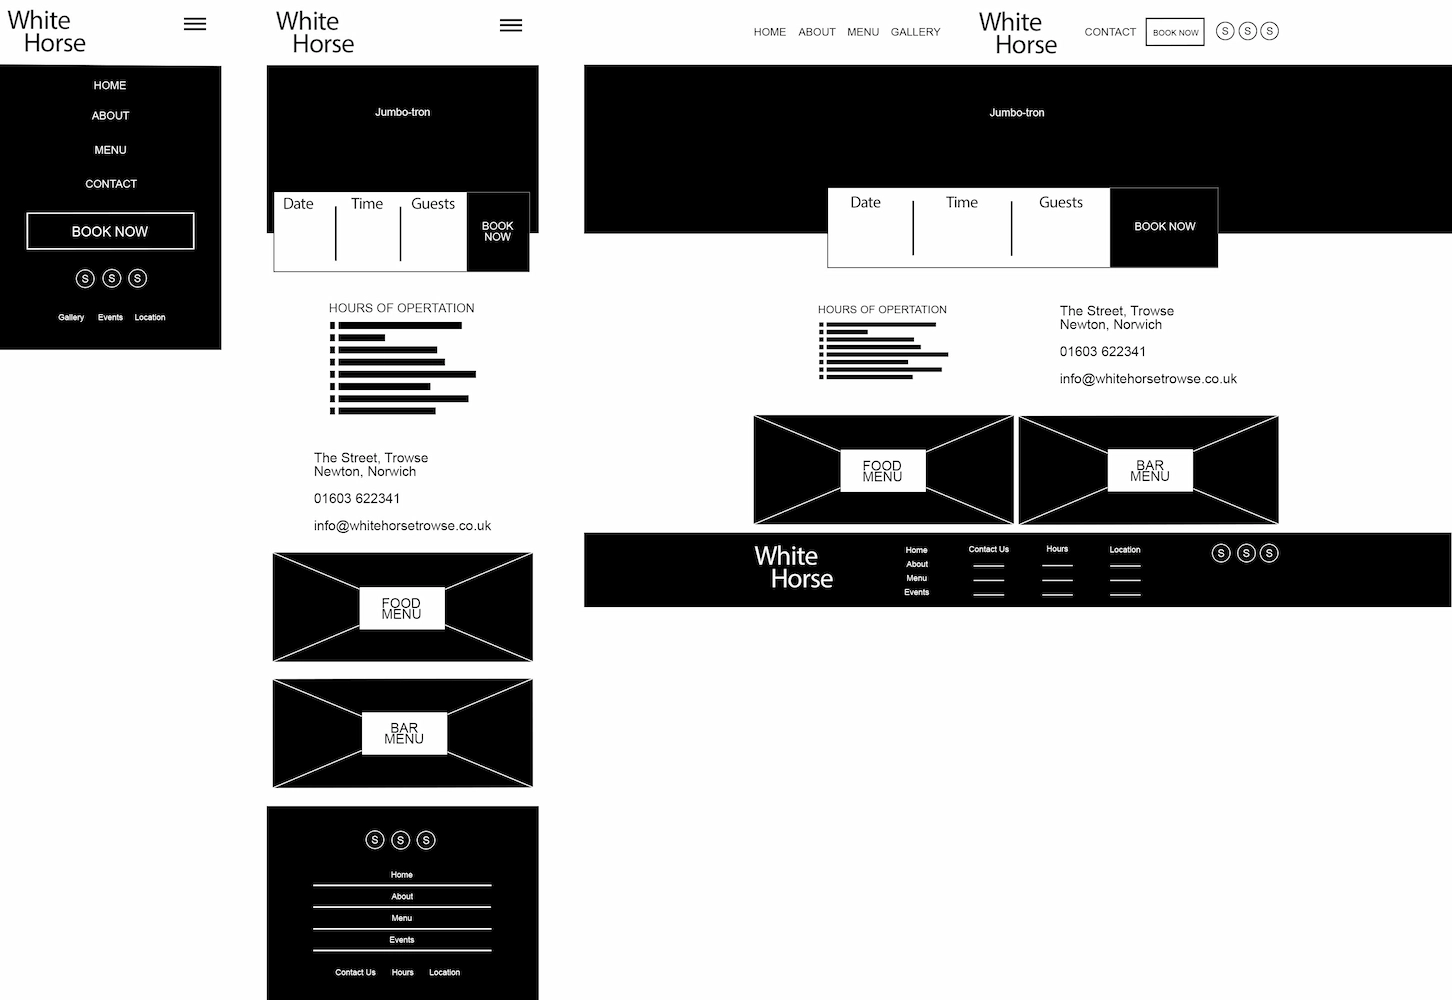 White
Horse
HOME
ABOUT
MENU
CONTACT
BOOK NOW
S S S
Gallery Events Location
White
Horse
Jumbo-tron
Date Time Guests
BOOK
NOW
HOURS OF OPERTATION
The Street, Trowse
Newton, Norwich
01603 622341
info@whitehorsetrowse.co.uk
FOOD
MENU
BAR
MENU
S S S
Home
About
Menu
Events
Contact Us Hours Location
HOME ABOUT MENU GALLERY
White
Horse
CONTACT BOOK NOW S S S
Jumbo-tron
Date Time Guests BOOK NOW
HOURS OF OPERTATION
The Street, Trowse
Newton, Norwich
01603 622341
info@whitehorsetrowse.co.uk
FOOD
MENU
BAR
MENU
White
Horse
Home
About
Menu
Events
Contact Us
Hours
Location
S S S